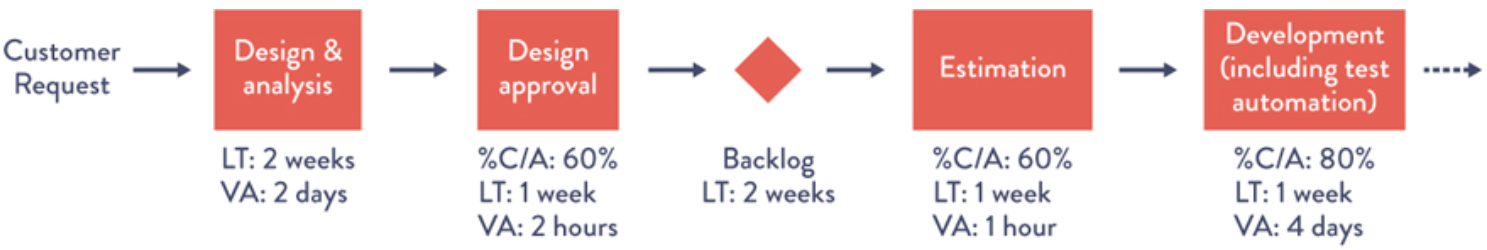 Customer
Request
Design &
analysis
LT: 2 weeks
VA: 2 days
Design
approval
%C/A: 60%
LT: 1 week
VA: 2 hours
Backlog
LT: 2 weeks
Estimation
%C/A: 60%
LT: 1 week
VA: 1 hour
Development
(including test
automation)
%C/A: 80%
LT: 1 week
VA: 4 days